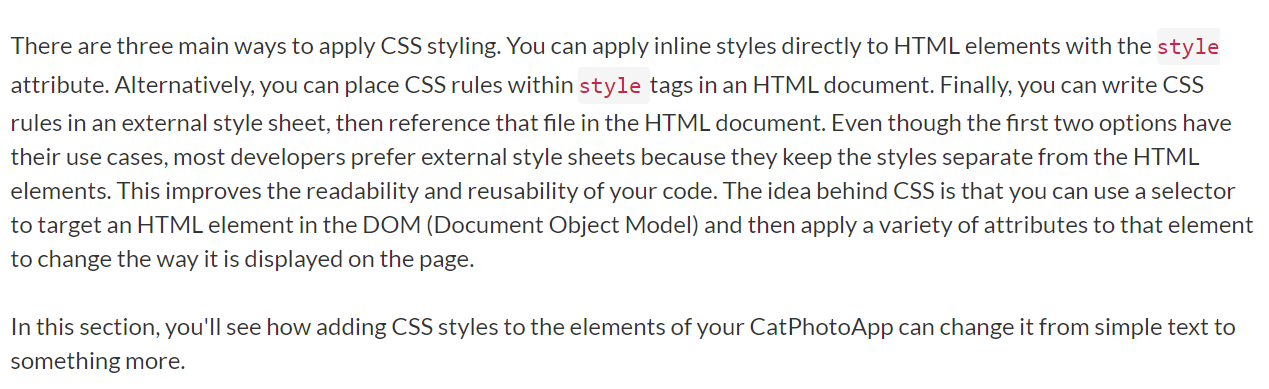 There are three main ways to apply CSS styling. You can apply inline styles directly to HTML elements with the style
attribute. Alternatively, you can place CSS rules within style tags in an HTML document. Finally, you can write CSS
rules in an external style sheet, then reference that file in the HTML document. Even though the first two options have
their use cases, most developers prefer external style sheets because they keep the styles separate from the HTML
elements. This improves the readability and reusability of your code. The idea behind CSS is that you can use a selector
to target an HTML element in the DOM (Document Object Model) and then apply a variety of attributes to that element
to change the way it is displayed on the page.
In this section, you'll see how adding CSS styles to the elements of your CatPhotoApp can change it from simple text to
something more.